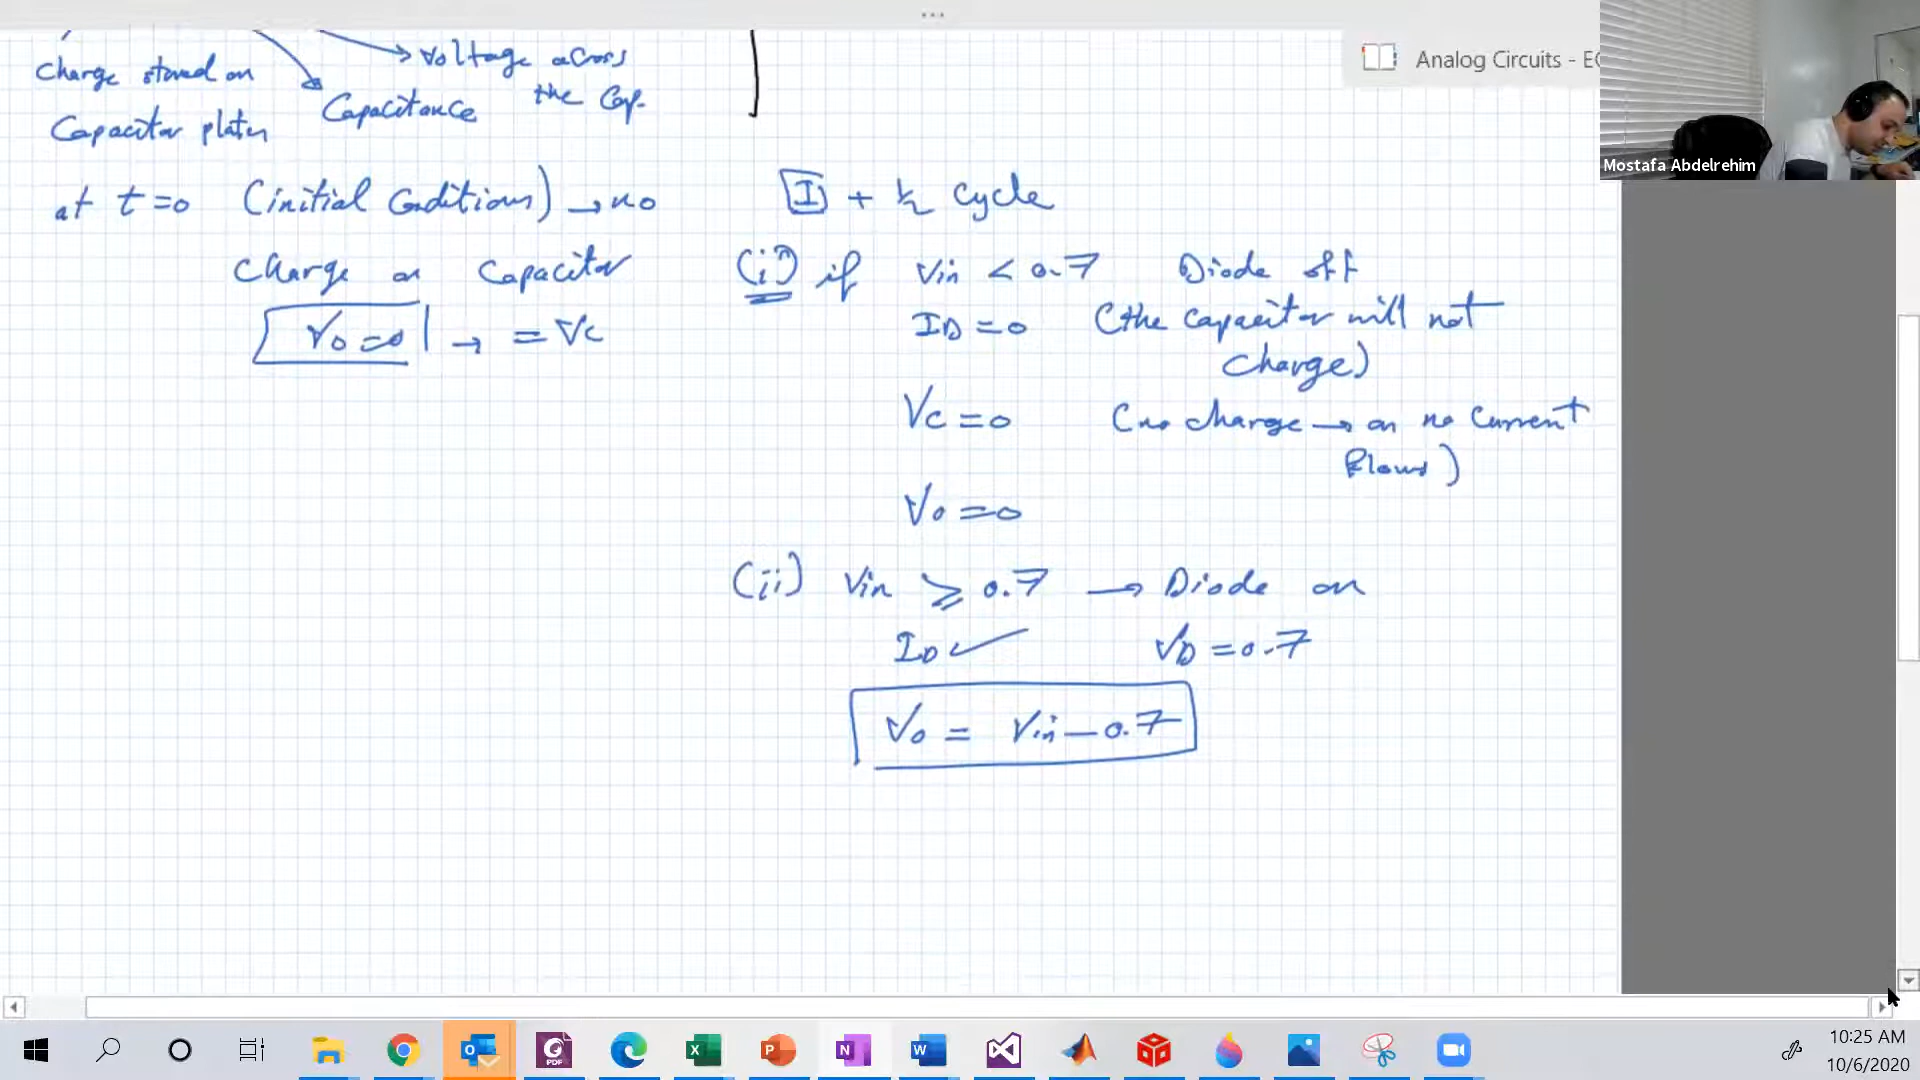 Charge stored on
Capacitor plates
Capacitance
Voltage across
the Cap.
at t=0 (initial Conditions) → no
Charge on Capacitor
Vo=0 → = Vc
I + ½ Cycle
(i) if Vin < 0.7 Diode off
ID = 0 (the capacitor will not
Charge)
Vc = 0 (no charge → as no Current
flows)
Vo = 0
(ii) Vin ≥ 0.7 → Diode on
ID ✓ VD = 0.7
Vo = Vin - 0.7
Analog Circuits - EC
Mostafa Abdelrehim
10:25 AM
10/6/2020